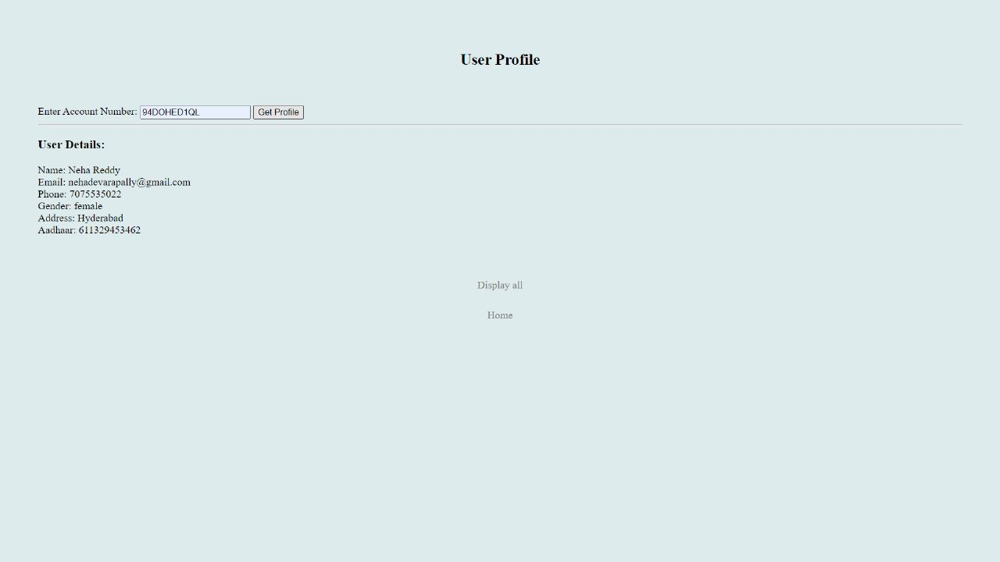 User Profile
Enter Account Number: 94DOHED1QL Get Profile
User Details:
Name: Neha Reddy
Email: nehadevarapally@gmail.com
Phone: 7075535022
Gender: female
Address: Hyderabad
Aadhaar: 611329453462
Display all
Home